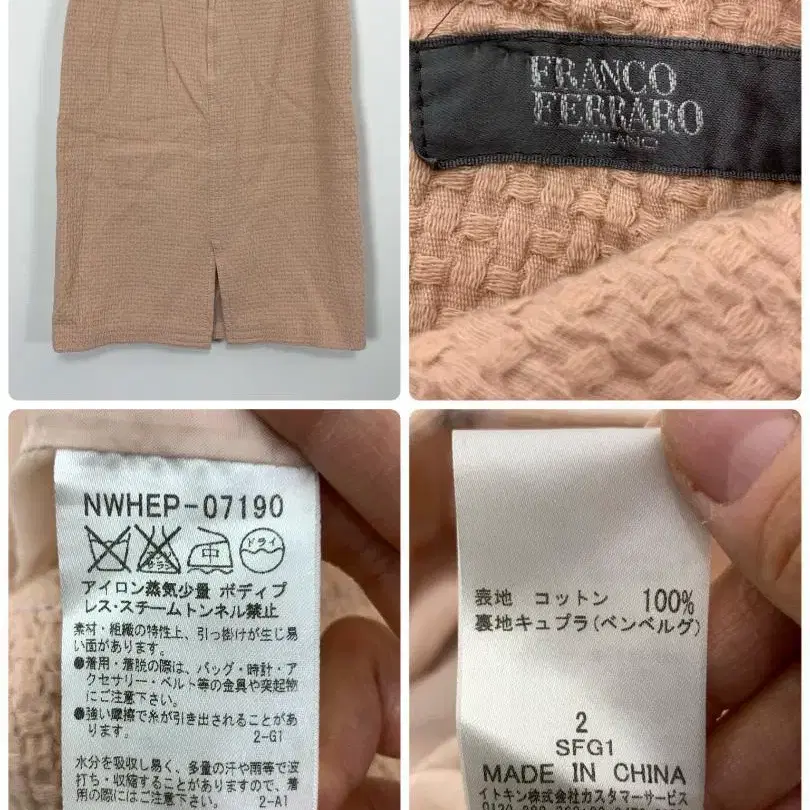 FRANCO
FERRARO
MILANO
NWHEP-07190
中
ドライ
アイロン蒸気少量 ボディプ
レス・スチームトンネル禁止
素材・組織の特性上、引っ掛けが生じ易
い面があります。
●着用・着脱の際は、バッグ・時計・ア
クセサリー・ベルト等の金具や突起物
にご注意下さい。
●強い摩擦で糸が引き出されることがあ
ります。 2-G1
水分を吸収し易く、多量の汗や雨等で波
打ち・収縮することがありますので、着
用の際にはご注意下さい。 2-A1
表地 コットン 100%
裏地キュプラ(ベンベルグ)
2
SFG1
MADE IN CHINA
イトキン株式会社カスタマーサービス